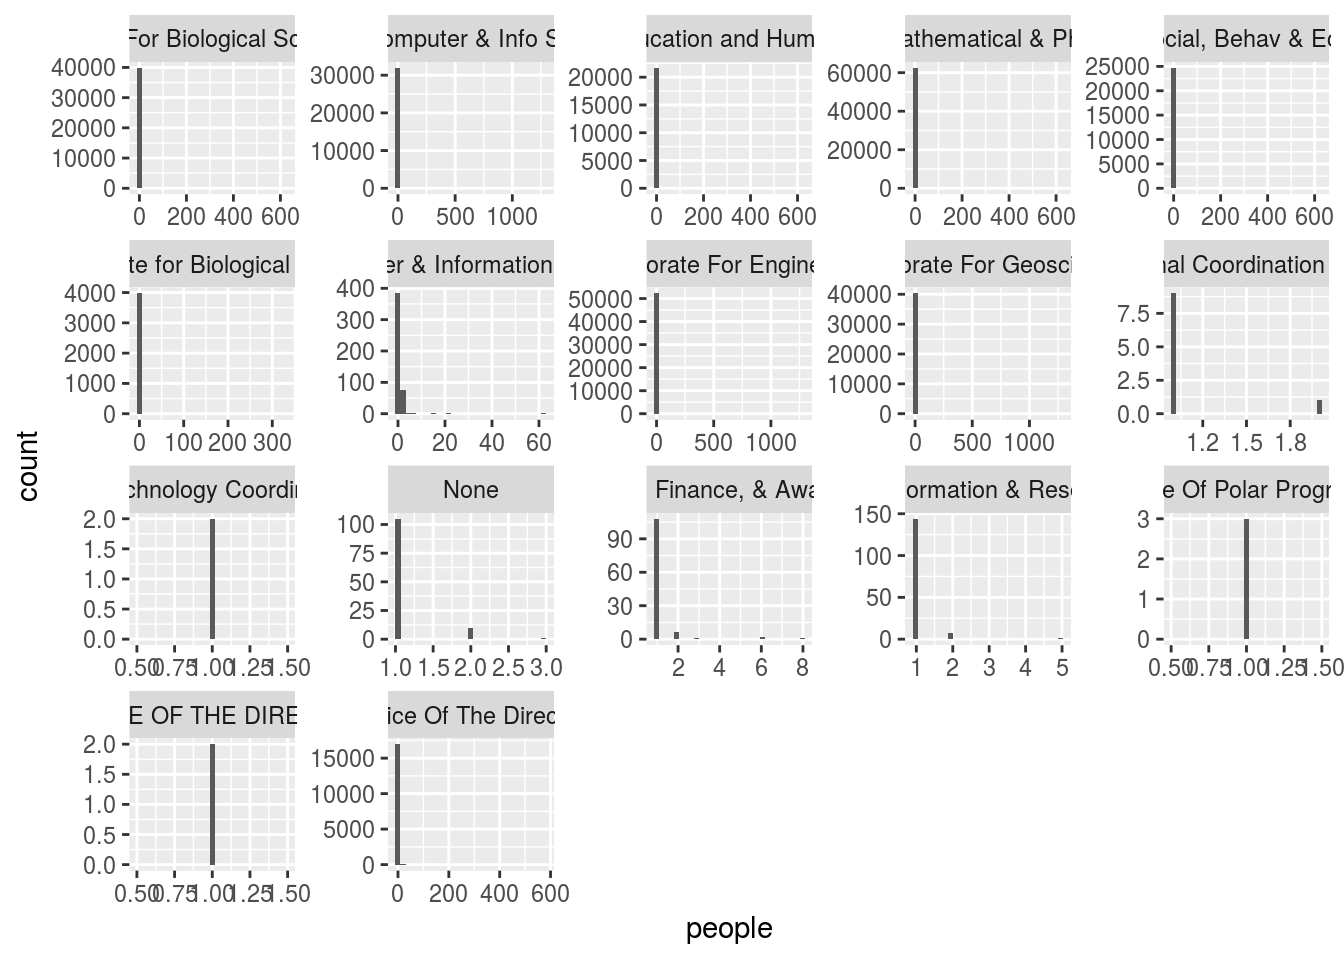 For Biological Sc
omputer & Info S
ucation and Hum
athematical & Ph
cial, Behav & Ec
40000
30000
20000
10000
0
0 200 400 600
30000
20000
10000
0
0 500 1000
20000
15000
10000
5000
0
0 200 400 600
60000
40000
20000
0
0 200 400 600
25000
20000
15000
10000
5000
0
0 200 400 600
te for Biological
er & Information
orate For Engine
orate For Geosci
nal Coordination
4000
3000
2000
1000
0
0 100 200 300
400
300
200
100
0
0 20 40 60
50000
40000
30000
20000
10000
0
0 500 1000
40000
30000
20000
10000
0
0 500 1000
7.5
5.0
2.5
0.0
1.2 1.5 1.8
chnology Coordin
None
Finance, & Awa
ormation & Reso
e Of Polar Progr
2.0
1.5
1.0
0.5
0.0
0.50 0.75 1.00 1.25 1.50
100
75
50
25
0
1.0 1.5 2.0 2.5 3.0
90
60
30
0
2 4 6 8
150
100
50
0
1 2 3 4 5
3
2
1
0
0.50 0.75 1.00 1.25 1.50
E OF THE DIRE
ice Of The Direc
2.0
1.5
1.0
0.5
0.0
0.50 0.75 1.00 1.25 1.50
15000
10000
5000
0
0 200 400 600
count
people